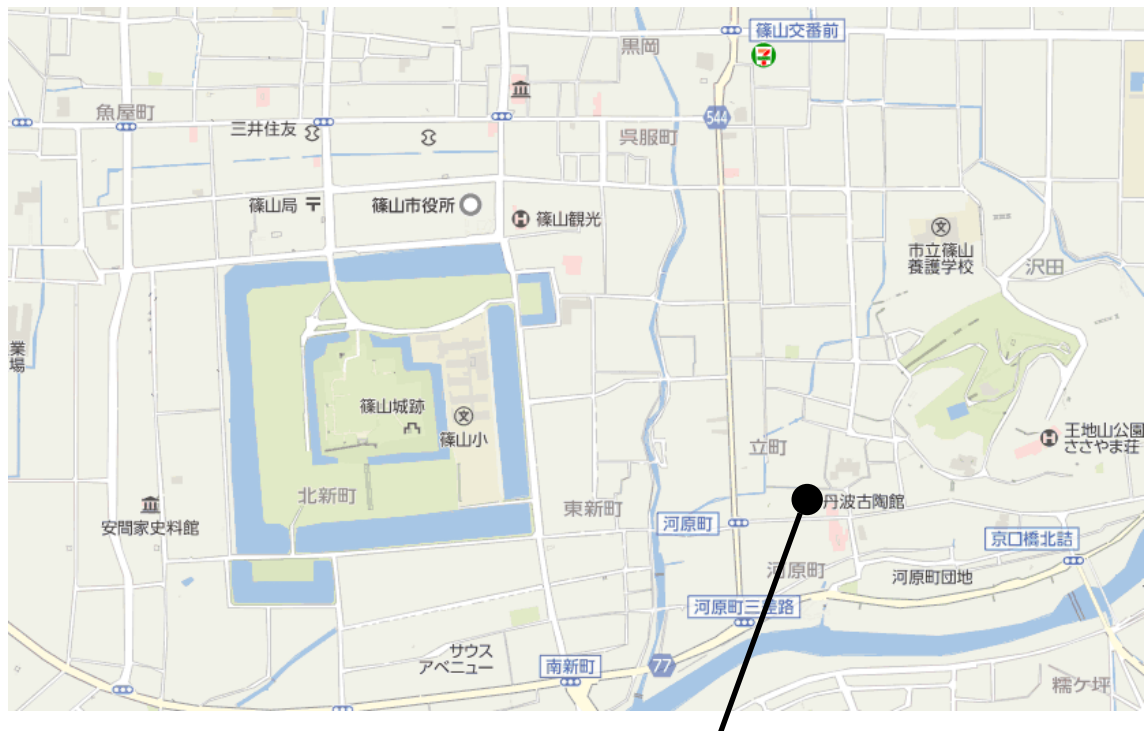 篠山交番前
黒岡
7
魚屋町
三井住友
544
呉服町
篠山局
篠山市役所
H
篠山観光
文
市立篠山
養護学校
沢田
業
場
篠山城跡
文
篠山小
立町
H
王地山公園
ささやま荘
北新町
東新町
丹波古陶館
安間家史料館
河原町
京口橋北詰
河原町
河原町団地
河原町三差路
サウス
アベニュー
南新町
77
糯ケ坪